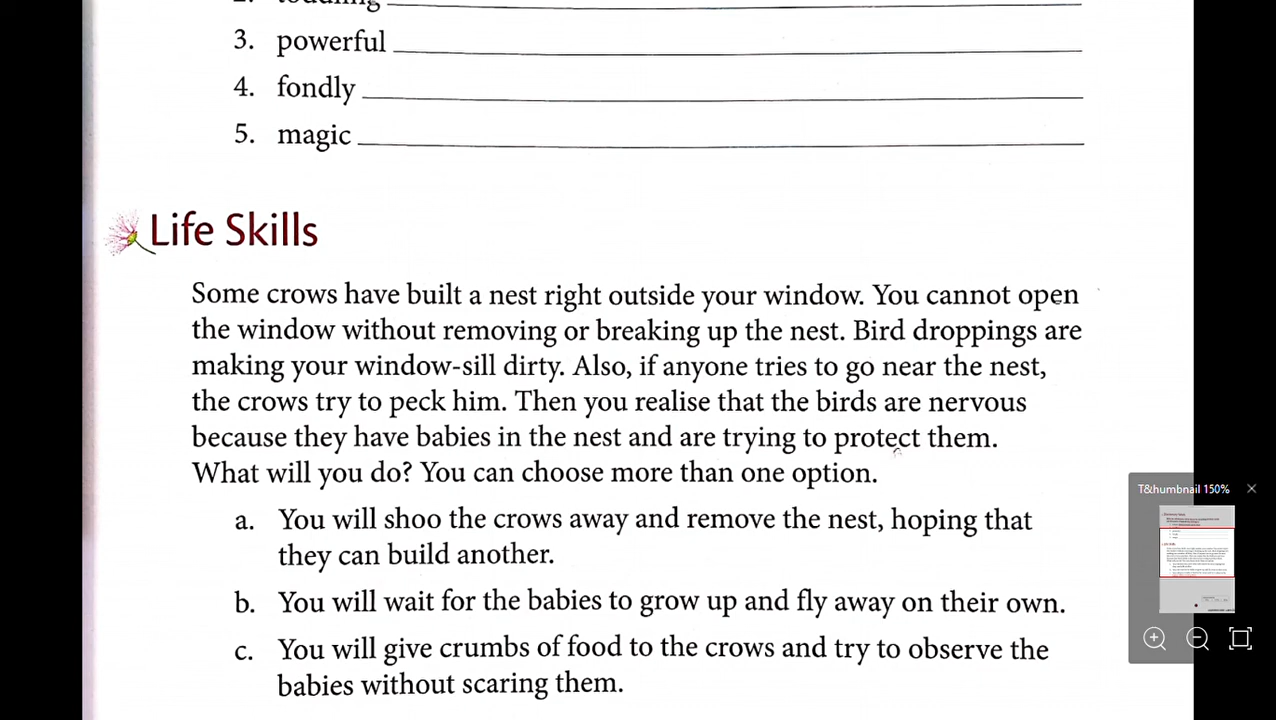 3. powerful
4. fondly
5. magic
Life Skills
Some crows have built a nest right outside your window. You cannot open
the window without removing or breaking up the nest. Bird droppings are
making your window-sill dirty. Also, if anyone tries to go near the nest,
the crows try to peck him. Then you realise that the birds are nervous
because they have babies in the nest and are trying to protect them.
What will you do? You can choose more than one option.
a. You will shoo the crows away and remove the nest, hoping that
they can build another.
b. You will wait for the babies to grow up and fly away on their own.
c. You will give crumbs of food to the crows and try to observe the
babies without scaring them.
T&humbnail 150%